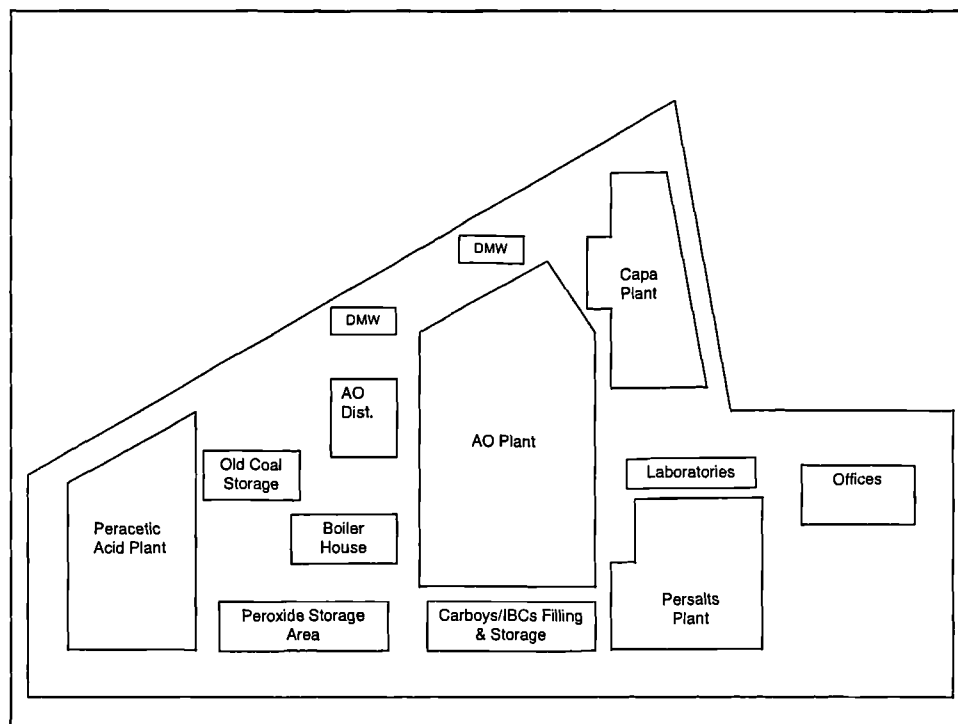 DMW
Capa
Plant
DMW
AO
Dist.
AO Plant
Old Coal
Storage
Laboratories
Offices
Peracetic
Acid Plant
Boiler
House
Peroxide Storage
Area
Carboys/IBCs Filling
& Storage
Persalts
Plant